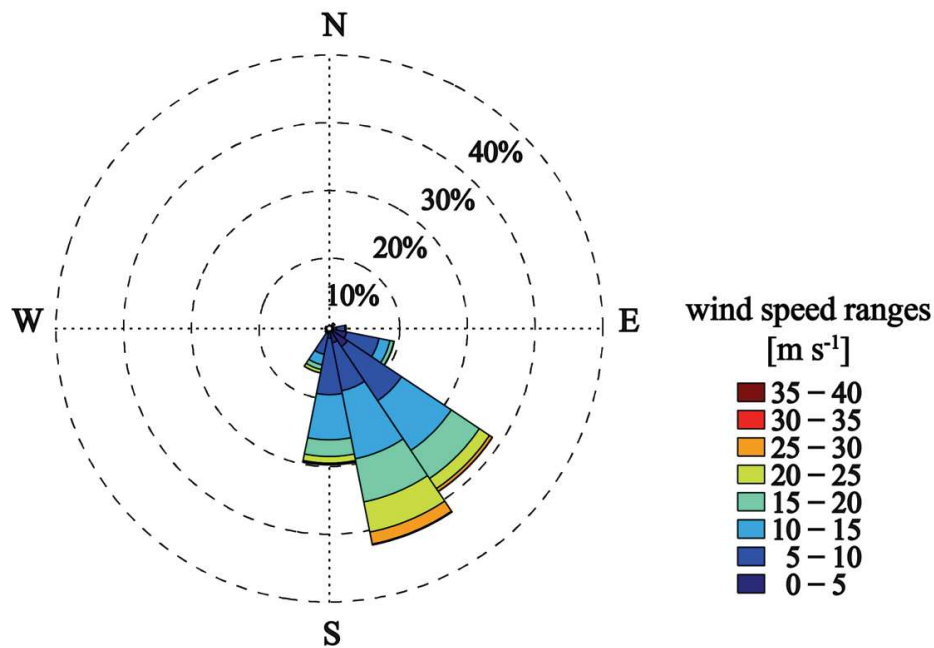 N
40%
30%
20%
10%
W
E
S
wind speed ranges
[m s⁻¹]
35 – 40
30 – 35
25 – 30
20 – 25
15 – 20
10 – 15
5 – 10
0 – 5